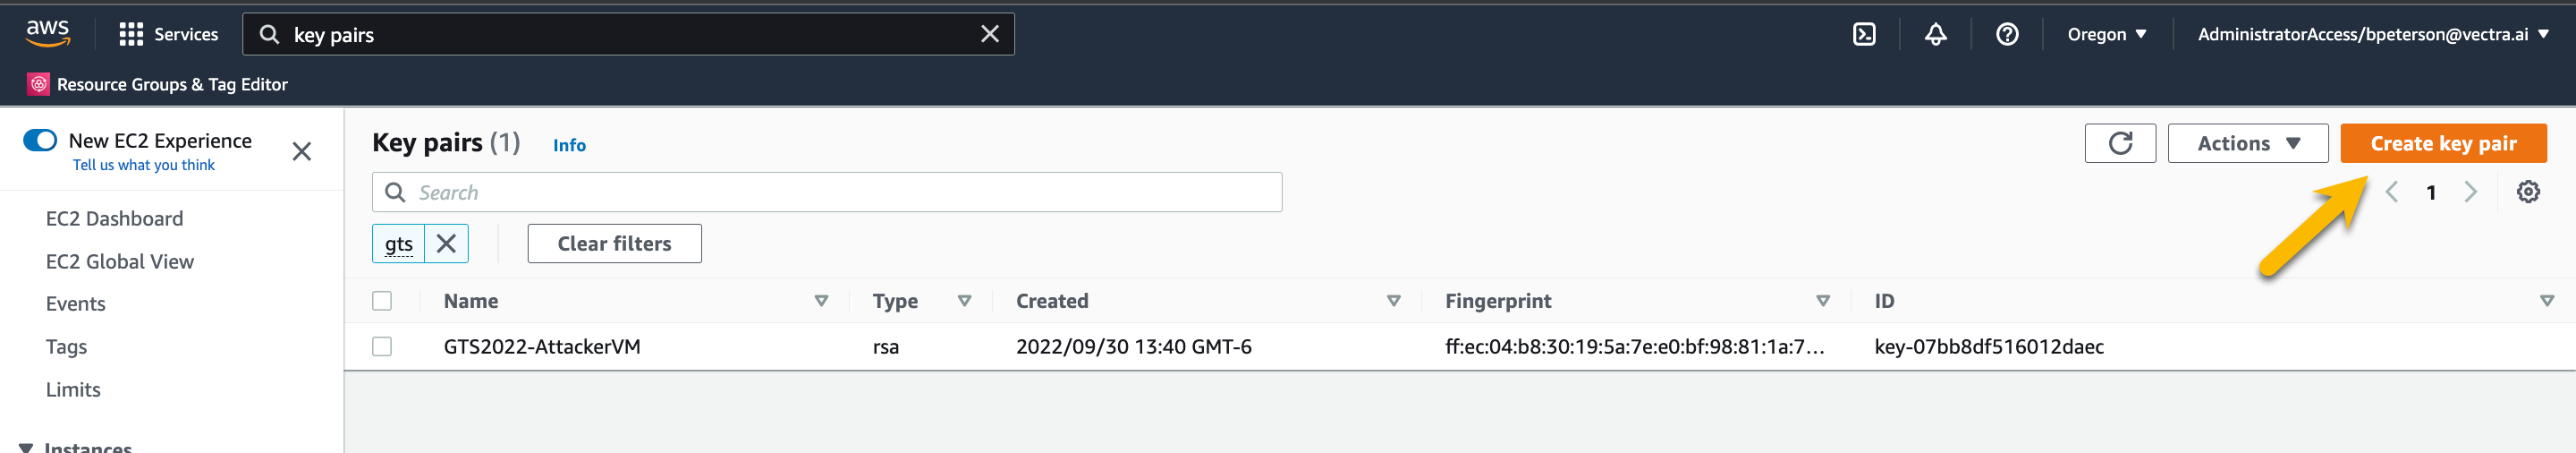 aws
Services
key pairs
Oregon ▼
AdministratorAccess/bpeterson@vectra.ai ▼
Resource Groups & Tag Editor
New EC2 Experience
Tell us what you think
EC2 Dashboard
EC2 Global View
Events
Tags
Limits
▼ Instances
Key pairs (1) Info
Actions ▼
Create key pair
Search
1
gts
Clear filters
Name Type Created Fingerprint ID
GTS2022-AttackerVM rsa 2022/09/30 13:40 GMT-6 ff:ec:04:b8:30:19:5a:7e:e0:bf:98:81:1a:7... key-07bb8df516012daec